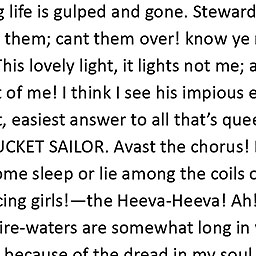 life is gulped and gone. Steward
them; cant them over! know ye
his lovely light, it lights not me; a
of me! I think I see his impious e
easiest answer to all that's quee
UCKET SAILOR. Avast the chorus!
ome sleep or lie among the coils o
cing girls!—the Heeva-Heeva! Ah!
ire-waters are somewhat long in
because of the dread in my soul